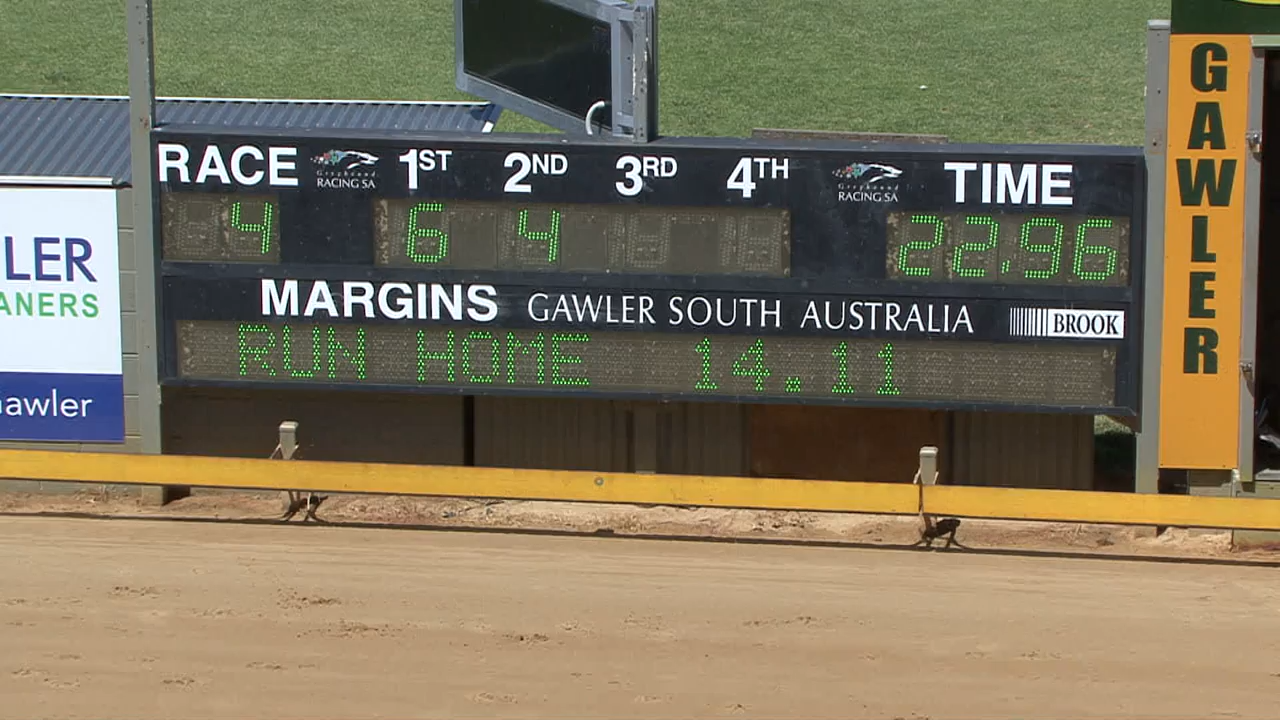 RACE
Greyhound
RACING SA
1ST 2ND 3RD 4TH
Greyhound
RACING SA
TIME
4 6 4 22.96
MARGINS GAWLER SOUTH AUSTRALIA BROOK
RUN HOME 14.11
LER
ANERS
awler
GAWLER